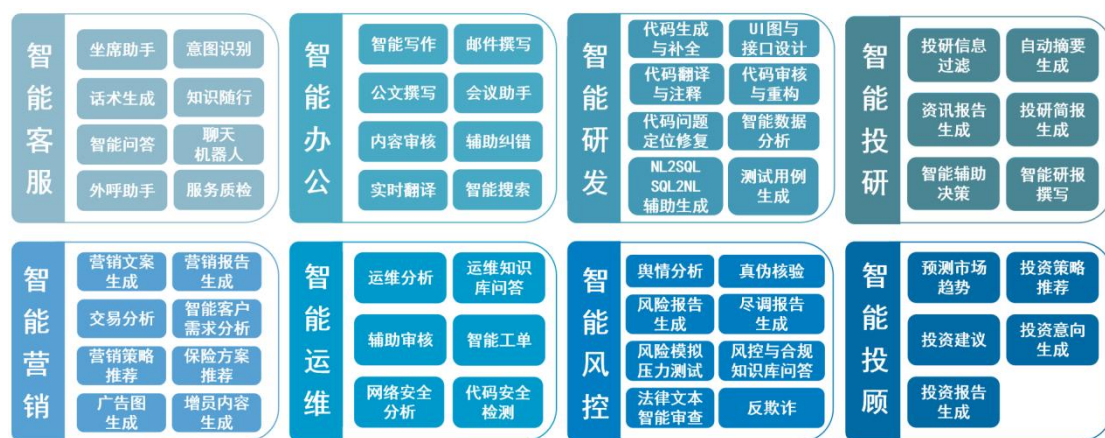 智能客服
坐席助手
意图识别
话术生成
知识随行
智能问答
聊天
机器人
外呼助手
服务质检
智能办公
智能写作
邮件撰写
公文撰写
会议助手
内容审核
辅助纠错
实时翻译
智能搜索
智能研发
代码生成
与补全
UI图与
接口设计
代码翻译
与注释
代码审核
与重构
代码问题
定位修复
智能数据
分析
NL2SQL
SQL2NL
辅助生成
测试用例
生成
智能投研
投研信息
过滤
自动摘要
生成
资讯报告
生成
投研简报
生成
智能辅助
决策
智能研报
撰写
智能营销
营销文案
生成
营销报告
生成
交易分析
智能客户
需求分析
营销策略
推荐
保险方案
推荐
广告图
生成
增员内容
生成
智能运维
运维分析
运维知识
库问答
辅助审核
智能工单
网络安全
分析
代码安全
检测
智能风控
舆情分析
真伪核验
风险报告
生成
尽调报告
生成
风险模拟
压力测试
风控与合规
知识库问答
法律文本
智能审查
反欺诈
智能投顾
预测市场
趋势
投资策略
推荐
投资建议
投资意向
生成
投资报告
生成